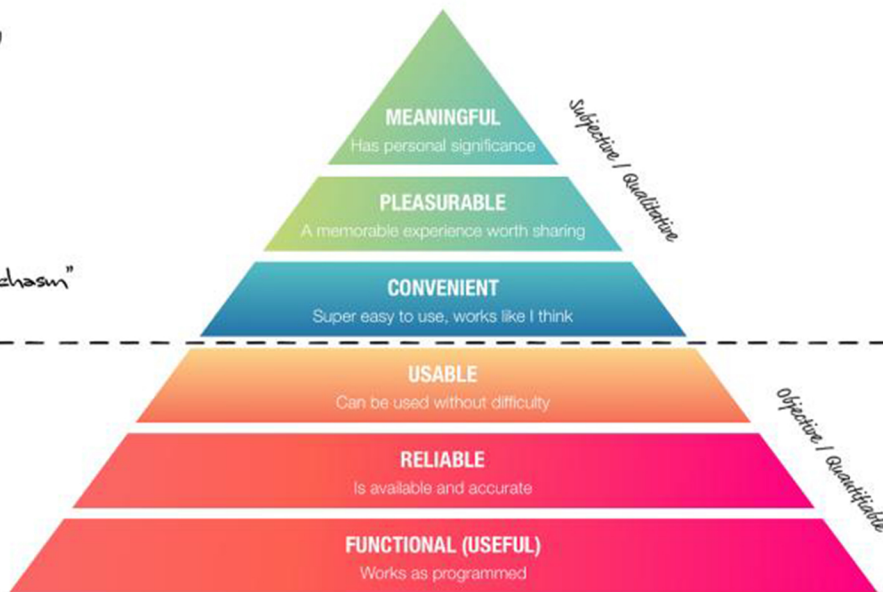 MEANINGFUL
Has personal significance
Subjective / Qualitative
PLEASURABLE
A memorable experience worth sharing
chasm"
CONVENIENT
Super easy to use, works like I think
USABLE
Can be used without difficulty
Objective / Quantifiable
RELIABLE
Is available and accurate
FUNCTIONAL (USEFUL)
Works as programmed